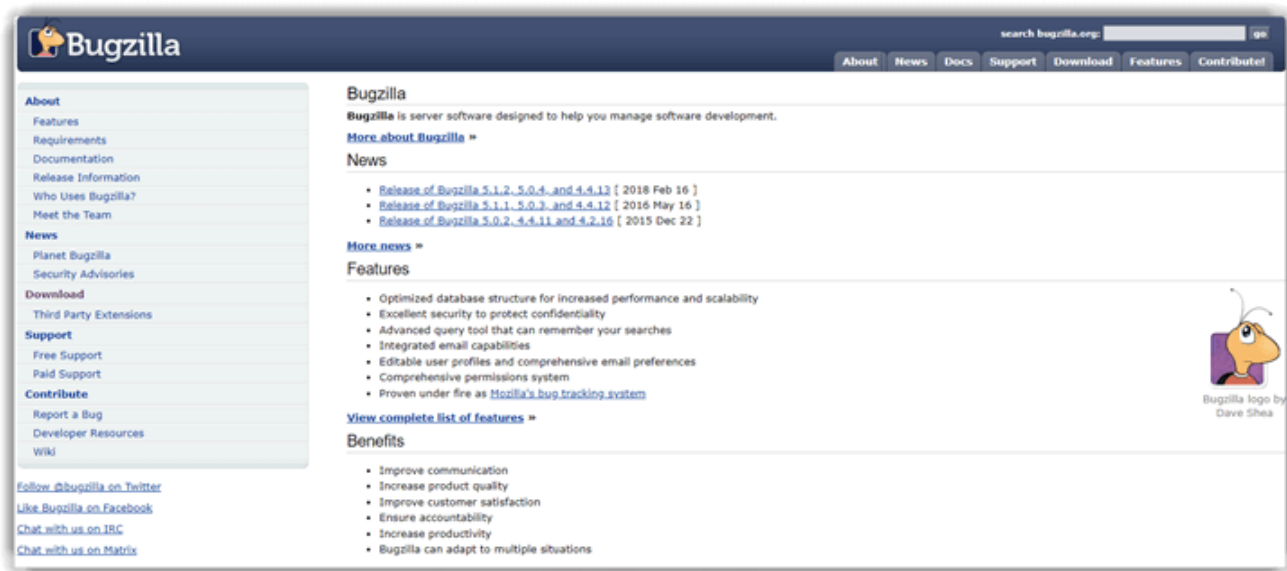 Bugzilla
search bugzilla.org:
go
About News Docs Support Download Features Contribute!
About
Features
Requirements
Documentation
Release Information
Who Uses Bugzilla?
Meet the Team
News
Planet Bugzilla
Security Advisories
Download
Third Party Extensions
Support
Free Support
Paid Support
Contribute
Report a Bug
Developer Resources
Wiki
Follow @bugzilla on Twitter
Like Bugzilla on Facebook
Chat with us on IRC
Chat with us on Matrix
Bugzilla
Bugzilla is server software designed to help you manage software development.
More about Bugzilla »
News
• Release of Bugzilla 5.1.2, 5.0.4, and 4.4.13 [ 2018 Feb 16 ]
• Release of Bugzilla 5.1.1, 5.0.3, and 4.4.12 [ 2016 May 16 ]
• Release of Bugzilla 5.0.2, 4.4.11 and 4.2.16 [ 2015 Dec 22 ]
More news »
Features
• Optimized database structure for increased performance and scalability
• Excellent security to protect confidentiality
• Advanced query tool that can remember your searches
• Integrated email capabilities
• Editable user profiles and comprehensive email preferences
• Comprehensive permissions system
• Proven under fire as Mozilla's bug tracking system
View complete list of features »
Bugzilla logo by
Dave Shea
Benefits
• Improve communication
• Increase product quality
• Improve customer satisfaction
• Ensure accountability
• Increase productivity
• Bugzilla can adapt to multiple situations